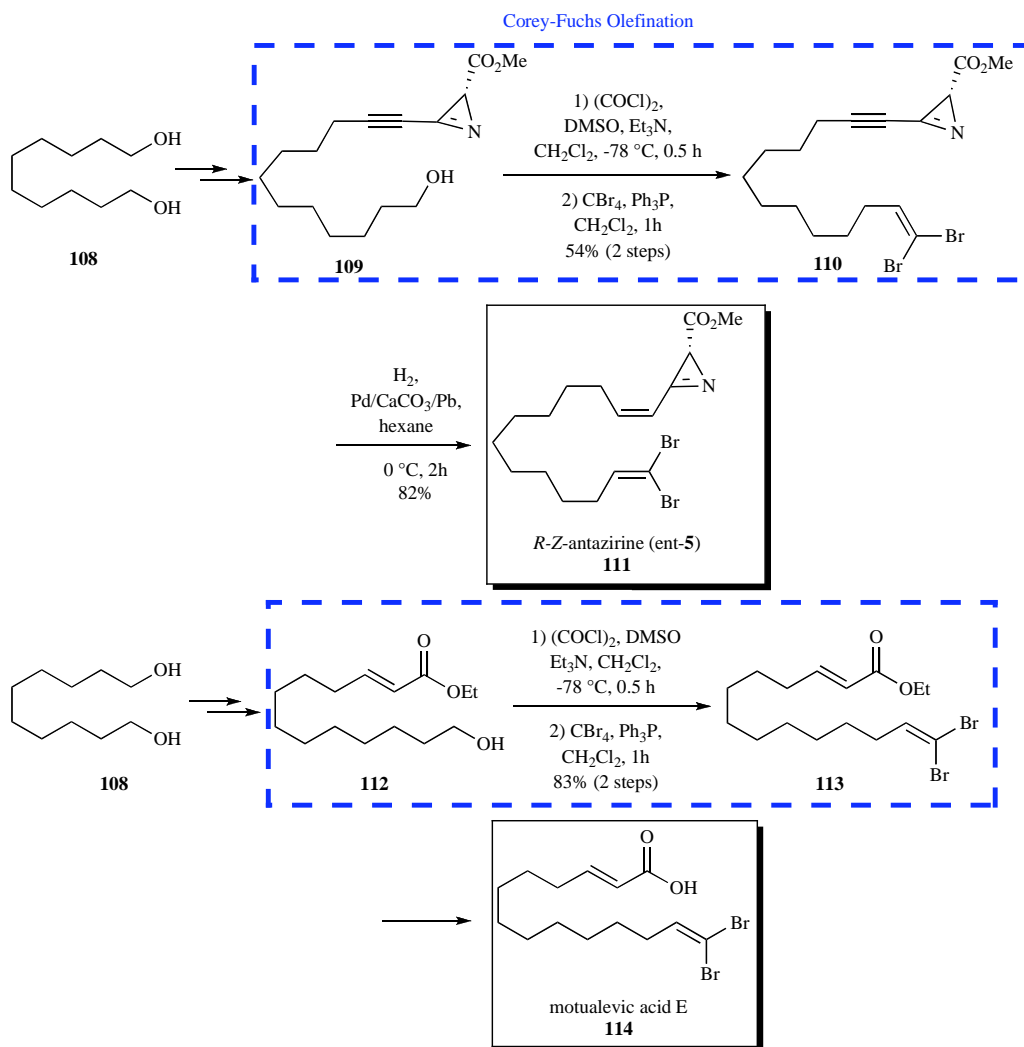 Corey-Fuchs Olefination
CO2Me
N
OH
OH
108
OH
109
1) (COCl)2,
DMSO, Et3N,
CH2Cl2, -78 °C, 0.5 h
2) CBr4, Ph3P,
CH2Cl2, 1h
54% (2 steps)
CO2Me
N
Br
Br
110
H2,
Pd/CaCO3/Pb,
hexane
0 °C, 2h
82%
CO2Me
N
Br
Br
R-Z-antazirine (ent-5)
111
OH
OH
108
O
OEt
OH
112
1) (COCl)2, DMSO
Et3N, CH2Cl2,
-78 °C, 0.5 h
2) CBr4, Ph3P,
CH2Cl2, 1h
83% (2 steps)
O
OEt
Br
Br
113
O
OH
Br
Br
motualevic acid E
114